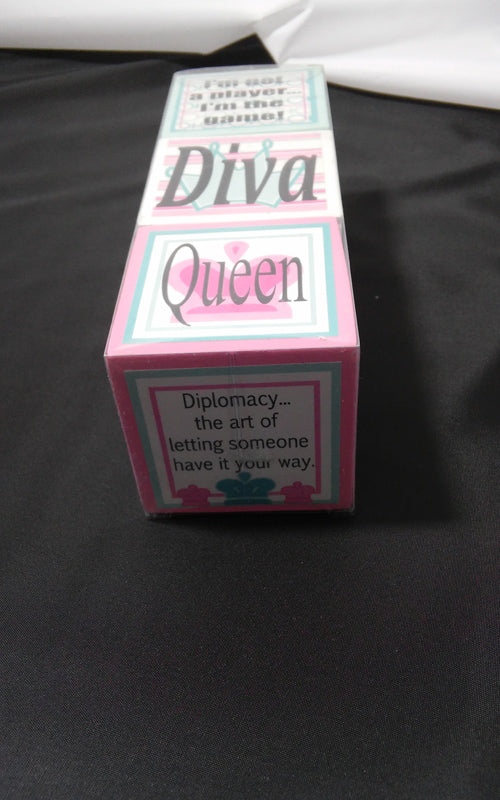 I'm not
a player...
I'm the
game!
Diva
Queen
Diplomacy...
the art of
letting someone
have it your way.